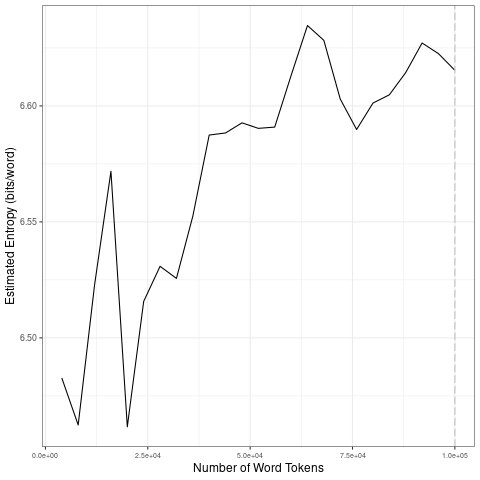 Estimated Entropy (bits/word)
6.60
6.55
6.50
0.0e+00 2.5e+04 5.0e+04 7.5e+04 1.0e+05
Number of Word Tokens